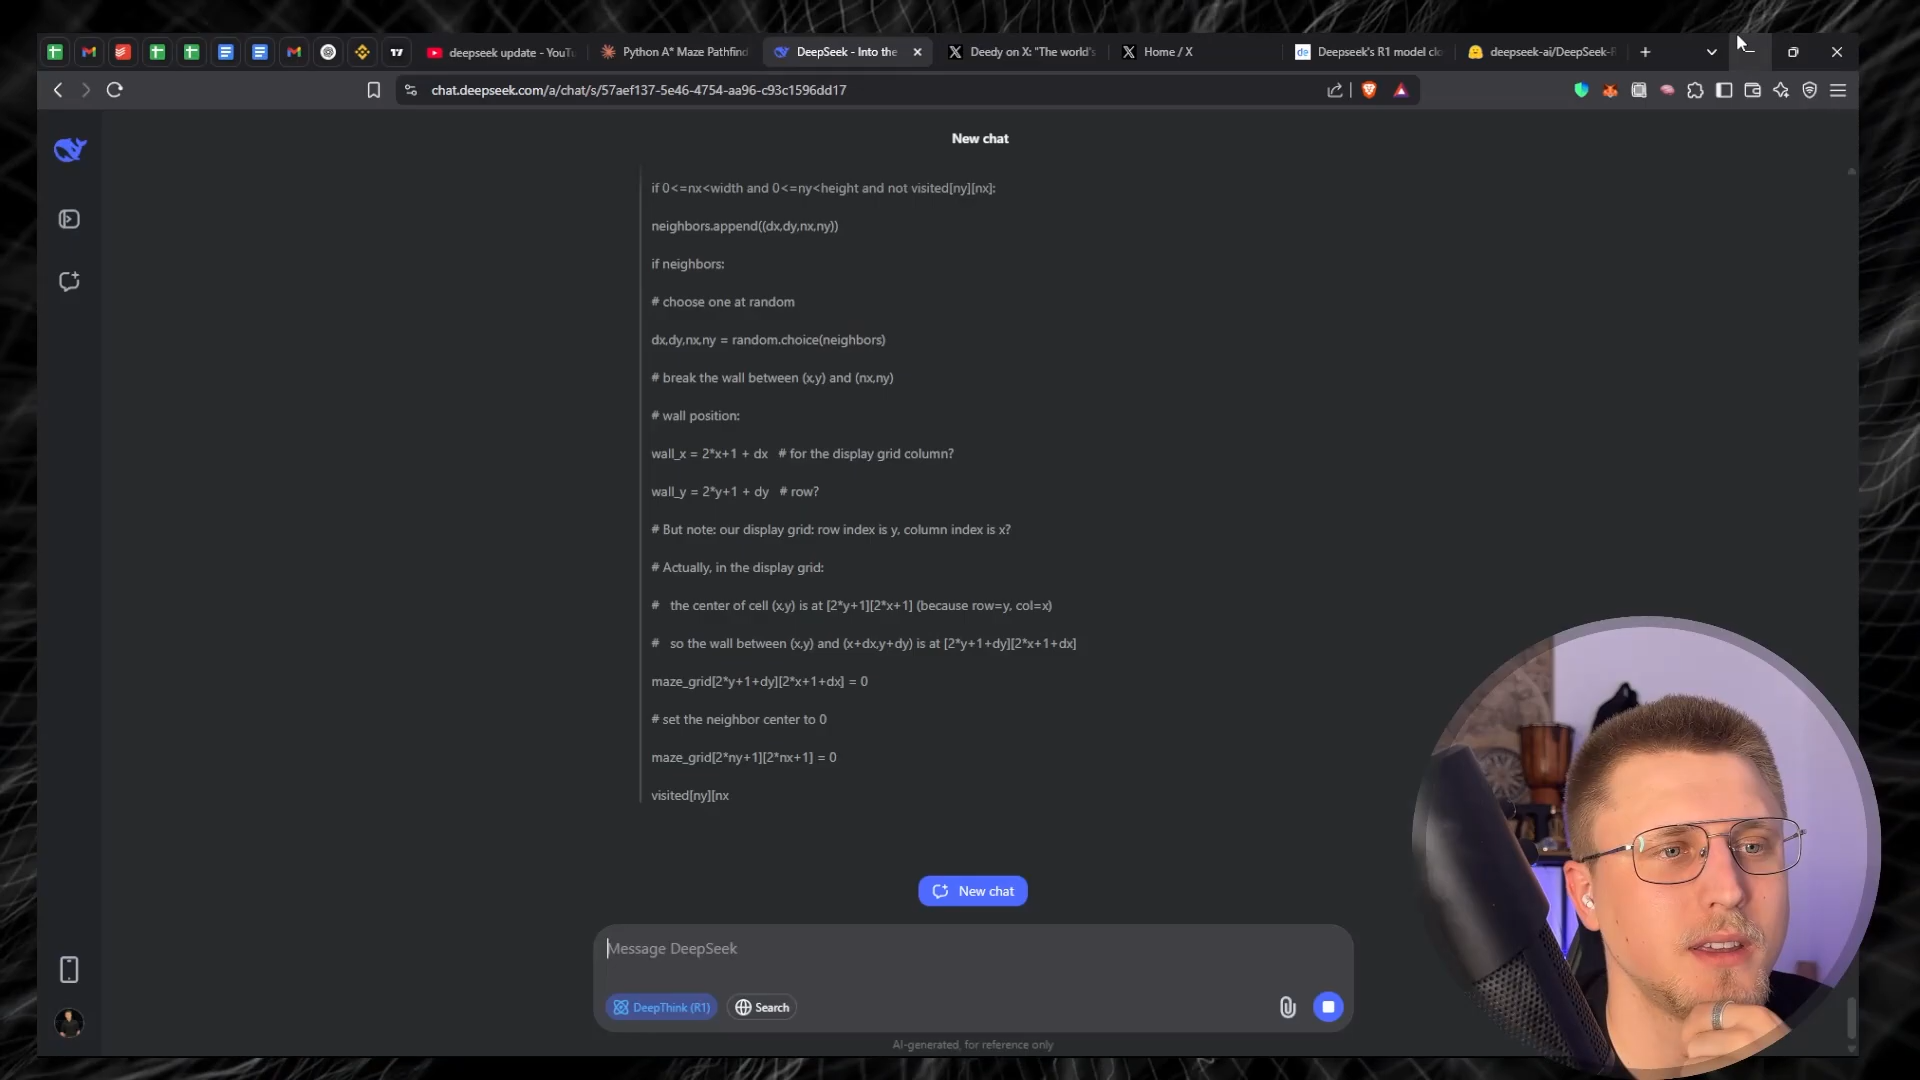 deepseek update - YouTu
Python A* Maze Pathfind
DeepSeek - Into the
Deedy on X: "The world's
Home / X
Deepseek's R1 model clo
deepseek-ai/DeepSeek-R
chat.deepseek.com/a/chat/s/57aef137-5e46-4754-aa96-c93c1596dd17
New chat
if 0<=nx<width and 0<=ny<height and not visited[ny][nx]:
neighbors.append((dx,dy,nx,ny))
if neighbors:
# choose one at random
dx,dy,nx,ny = random.choice(neighbors)
# break the wall between (x,y) and (nx,ny)
# wall position:
wall_x = 2*x+1 + dx # for the display grid column?
wall_y = 2*y+1 + dy # row?
# But note: our display grid: row index is y, column index is x?
# Actually, in the display grid:
# the center of cell (x,y) is at [2*y+1][2*x+1] (because row=y, col=x)
# so the wall between (x,y) and (x+dx,y+dy) is at [2*y+1+dy][2*x+1+dx]
maze_grid[2*y+1+dy][2*x+1+dx] = 0
# set the neighbor center to 0
maze_grid[2*ny+1][2*nx+1] = 0
visited[ny][nx
New chat
Message DeepSeek
DeepThink (R1)
Search
AI-generated, for reference only